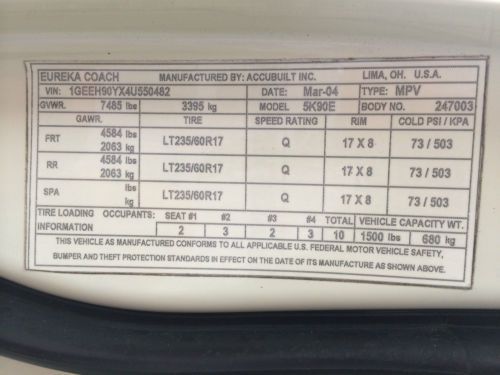 EUREKA COACH MANUFACTURED BY: ACCUBUILT INC. LIMA, OH. U.S.A.
VIN: 1GEEH90YX4U550482 DATE: Mar-04 TYPE: MPV
GVWR. 7485 lbs 3395 kg MODEL 5K90E BODY NO. 247003
GAWR. TIRE SPEED RATING RIM COLD PSI / KPA
FRT 4584 lbs 2063 kg LT235/60R17 Q 17 X 8 73 / 503
RR 4584 lbs 2063 kg LT235/60R17 Q 17 X 8 73 / 503
SPA lbs kg LT235/60R17 Q 17 X 8 73 / 503
TIRE LOADING OCCUPANTS: SEAT #1 #2 #3 #4 TOTAL VEHICLE CAPACITY WT.
INFORMATION 2 3 2 3 10 1500 lbs 680 kg
THIS VEHICLE AS MANUFACTURED CONFORMS TO ALL APPLICABLE U.S. FEDERAL MOTOR VEHICLE SAFETY,
BUMPER AND THEFT PROTECTION STANDARDS IN EFFECT ON THE DATE OF ITS MANUFACTURE AS SHOWN ABOVE.